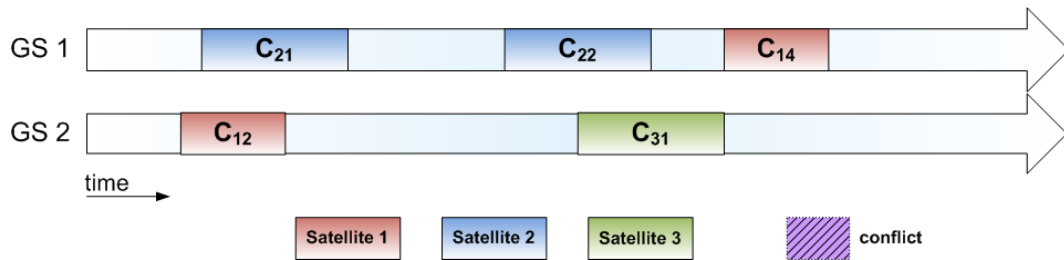 GS 1 C21 C22 C14
GS 2 C12 C31
time
Satellite 1 Satellite 2 Satellite 3 conflict